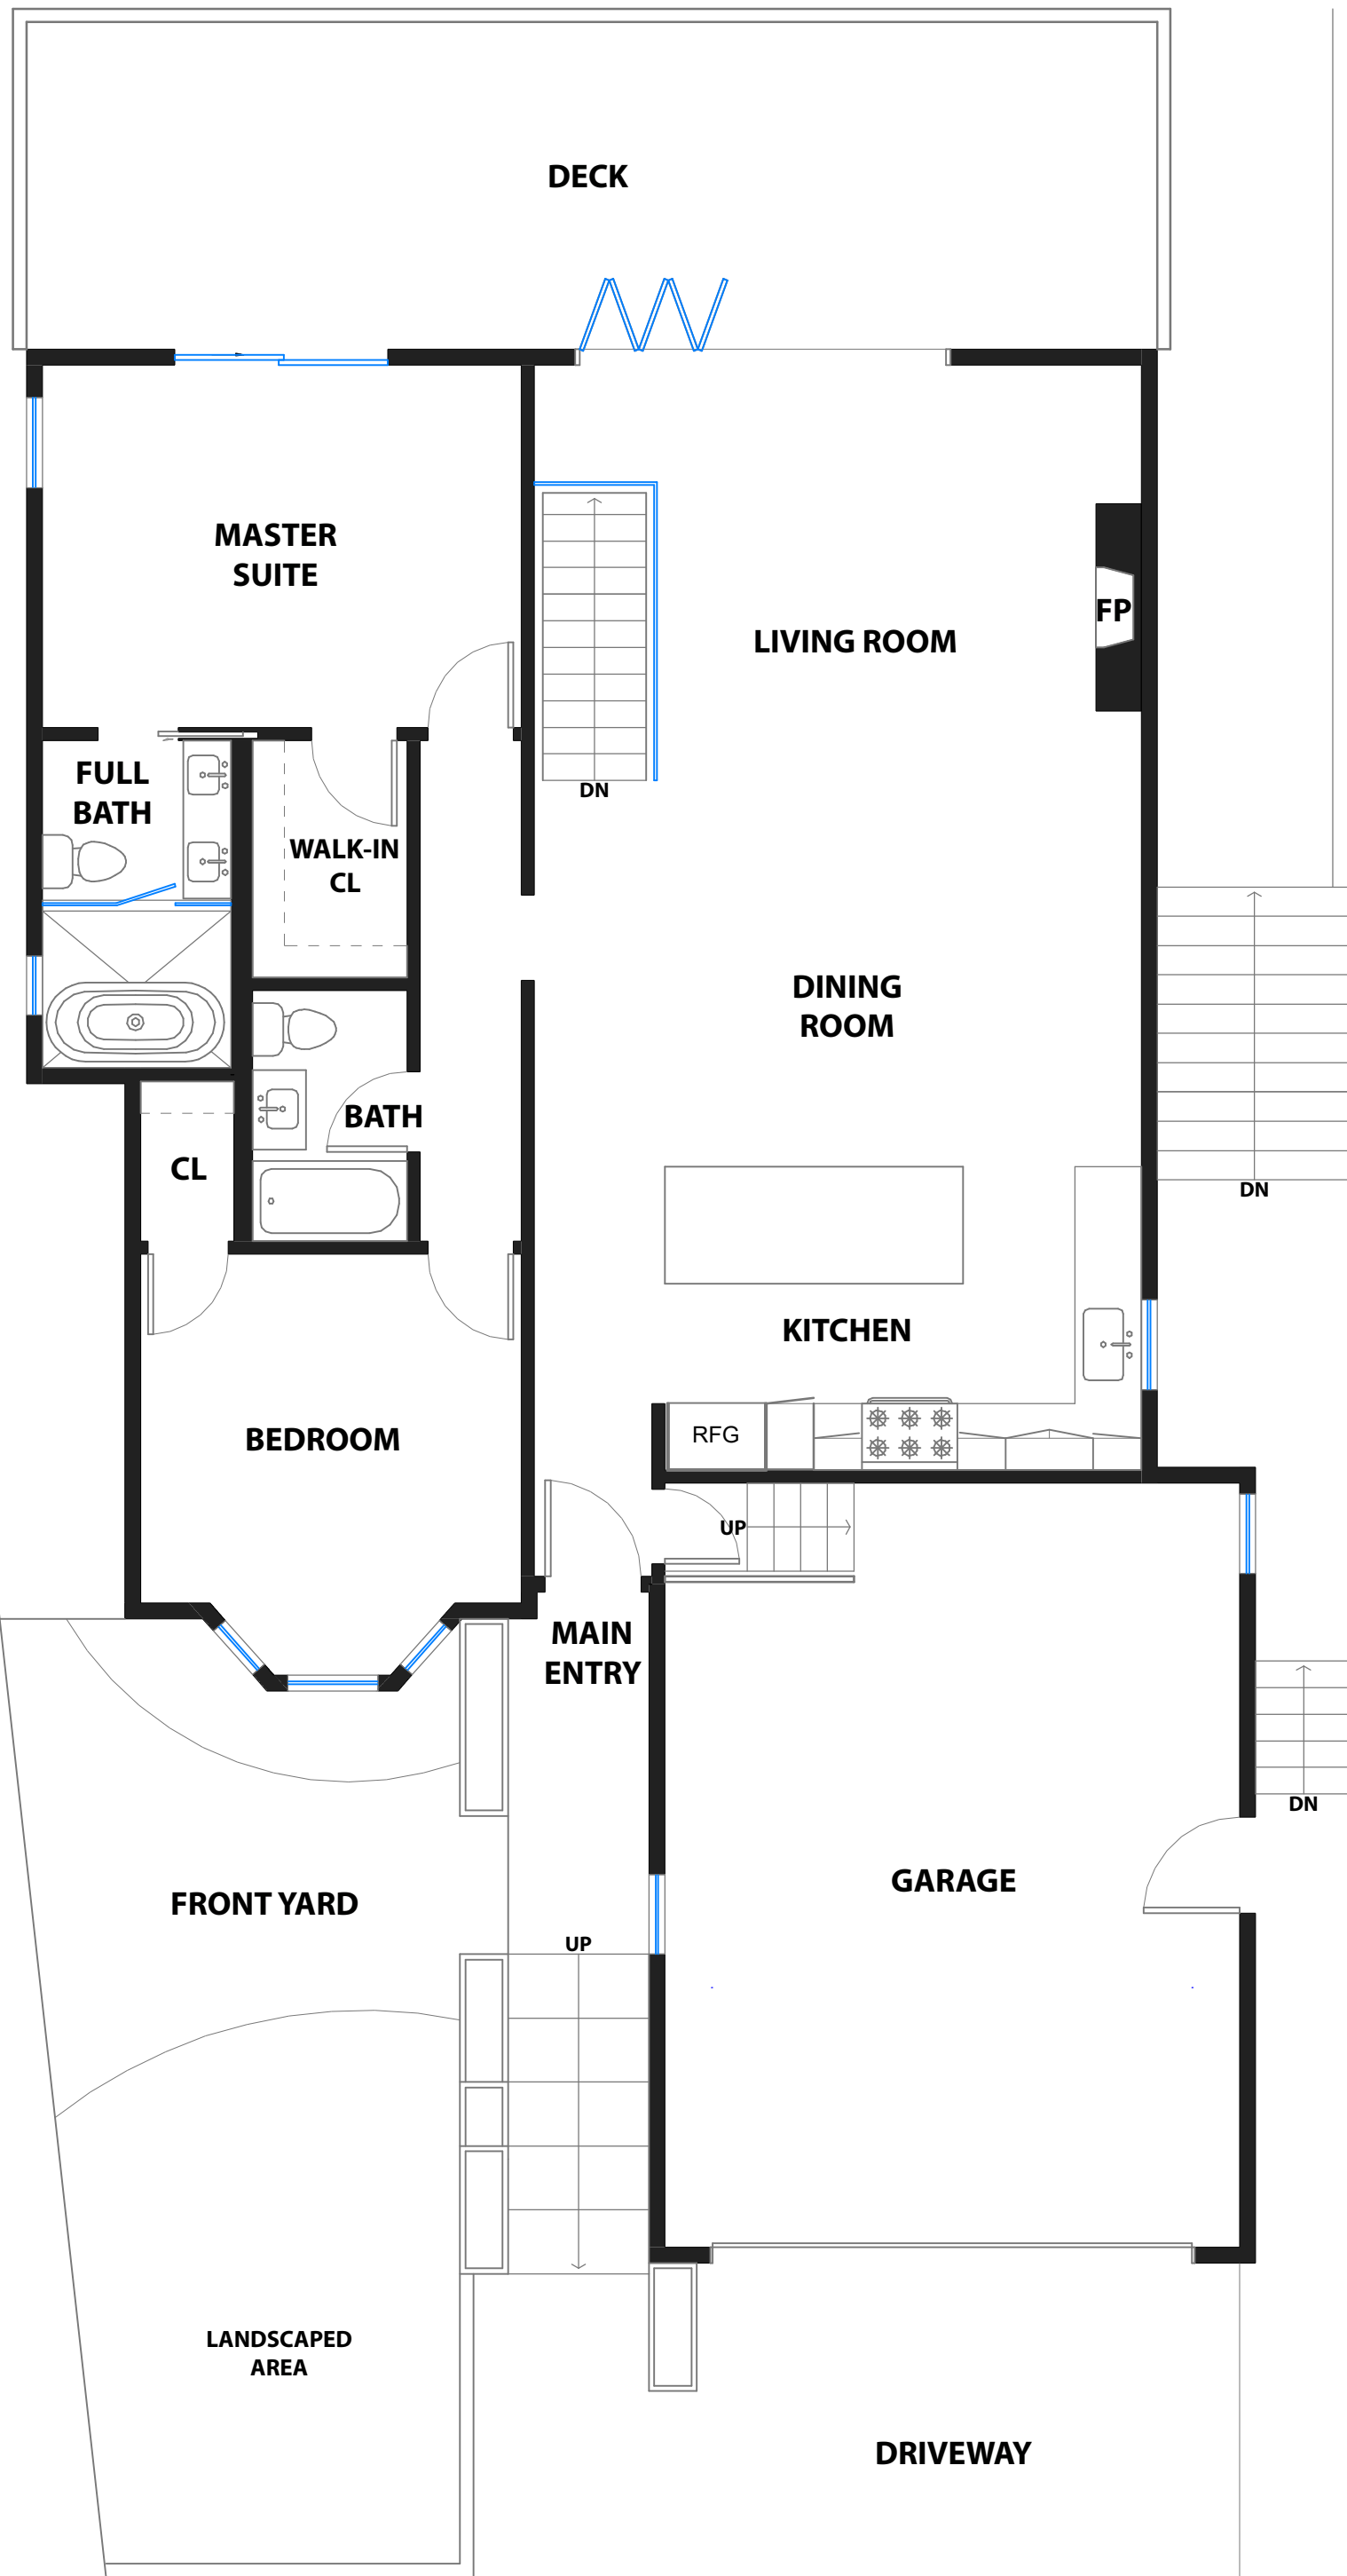 DECK
MASTER
SUITE
FP
LIVING ROOM
FULL
BATH
DN
WALK-IN
CL
DINING
ROOM
BATH
CL
DN
KITCHEN
RFG
BEDROOM
UP
MAIN
ENTRY
DN
GARAGE
FRONT YARD
UP
LANDSCAPED
AREA
DRIVEWAY